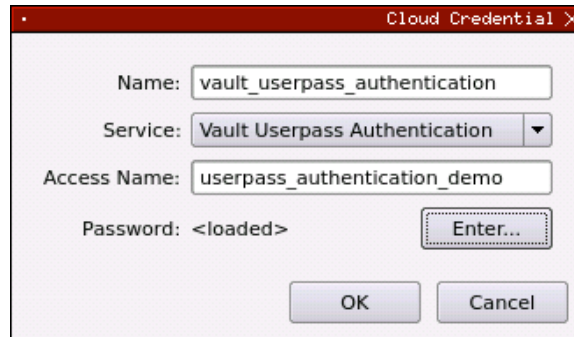 Cloud Credential
Name: vault_userpass_authentication
Service: Vault Userpass Authentication
Access Name: userpass_authentication_demo
Password: <loaded> Enter...
OK Cancel